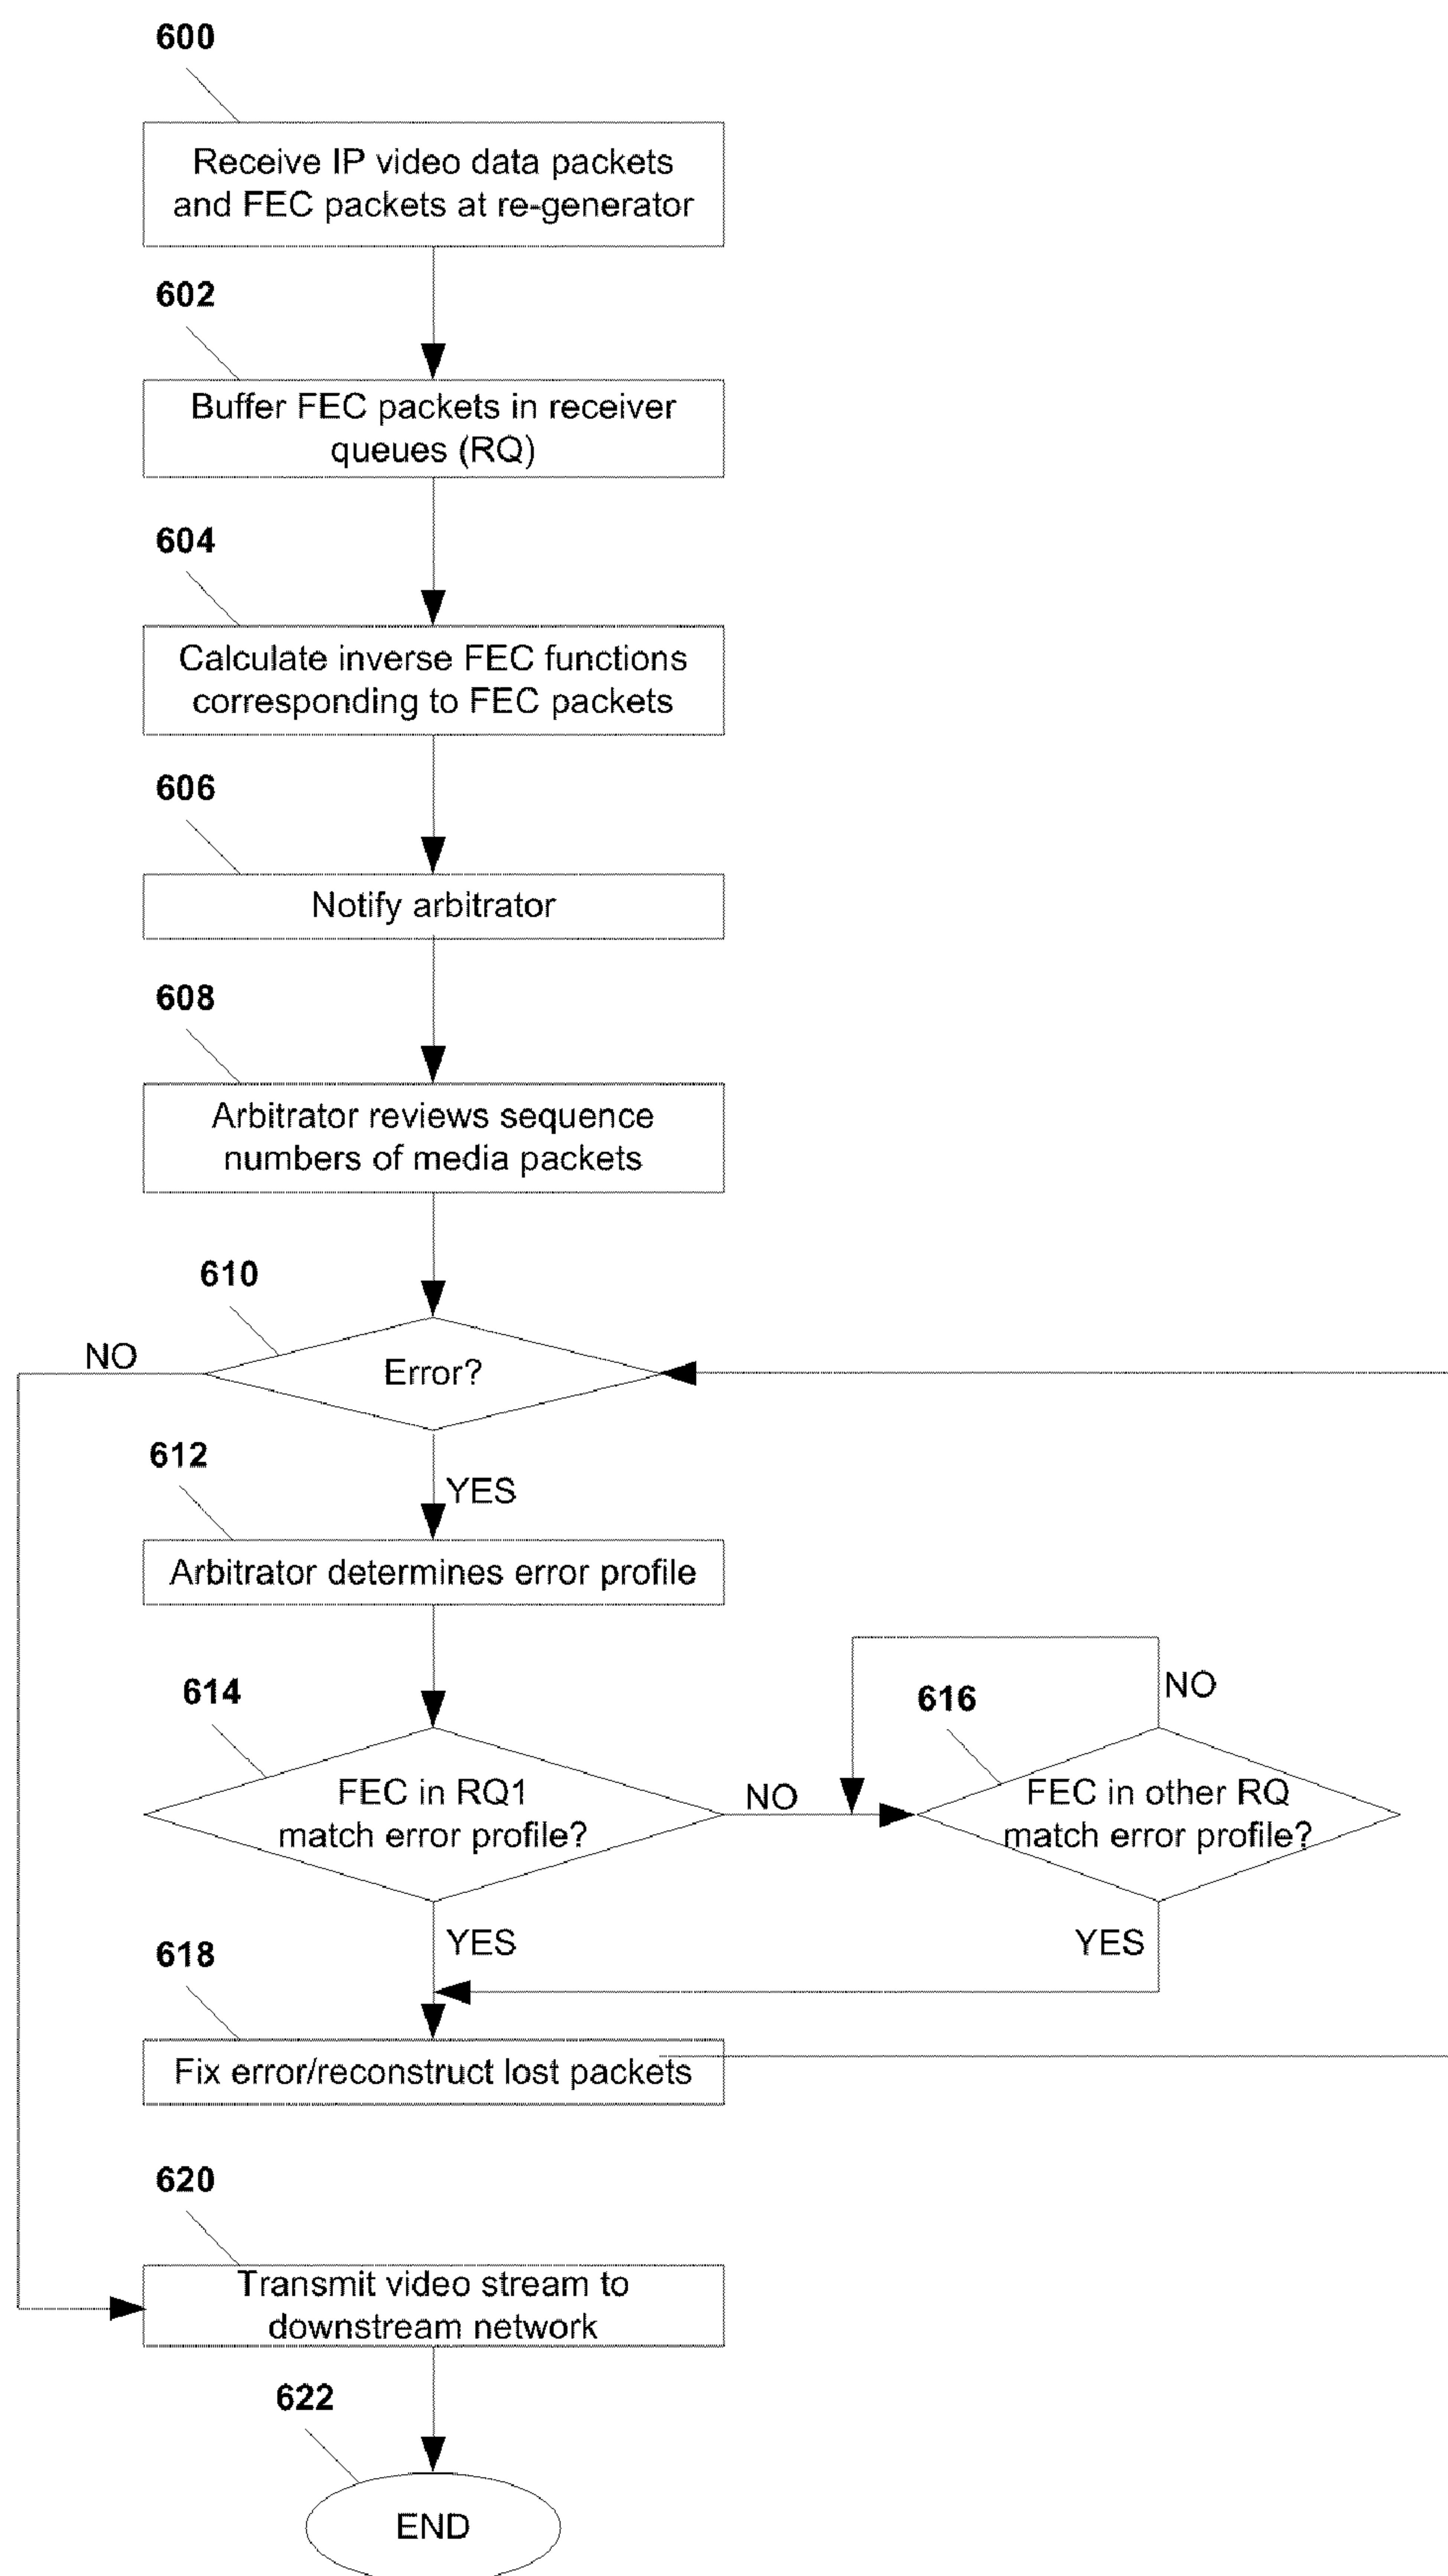 600
Receive IP video data packets
and FEC packets at re-generator
602
Buffer FEC packets in receiver
queues (RQ)
604
Calculate inverse FEC functions
corresponding to FEC packets
606
Notify arbitrator
608
Arbitrator reviews sequence
numbers of media packets
610
NO
Error?
612
YES
Arbitrator determines error profile
614
616
NO
FEC in RQ1
match error profile?
NO
FEC in other RQ
match error profile?
YES
YES
618
Fix error/reconstruct lost packets
620
Transmit video stream to
downstream network
622
END